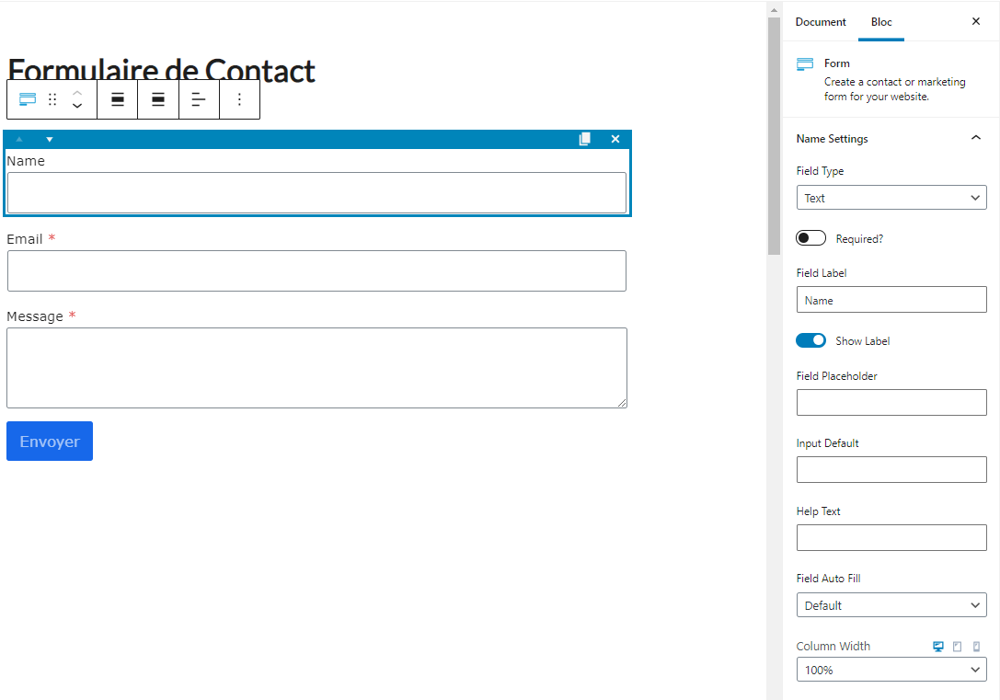 Formulaire de Contact
Name
Email *
Message *
Envoyer
Document Bloc
Form
Create a contact or marketing
form for your website.
Name Settings
Field Type
Text
Required?
Field Label
Name
Show Label
Field Placeholder
Input Default
Help Text
Field Auto Fill
Default
Column Width
100%